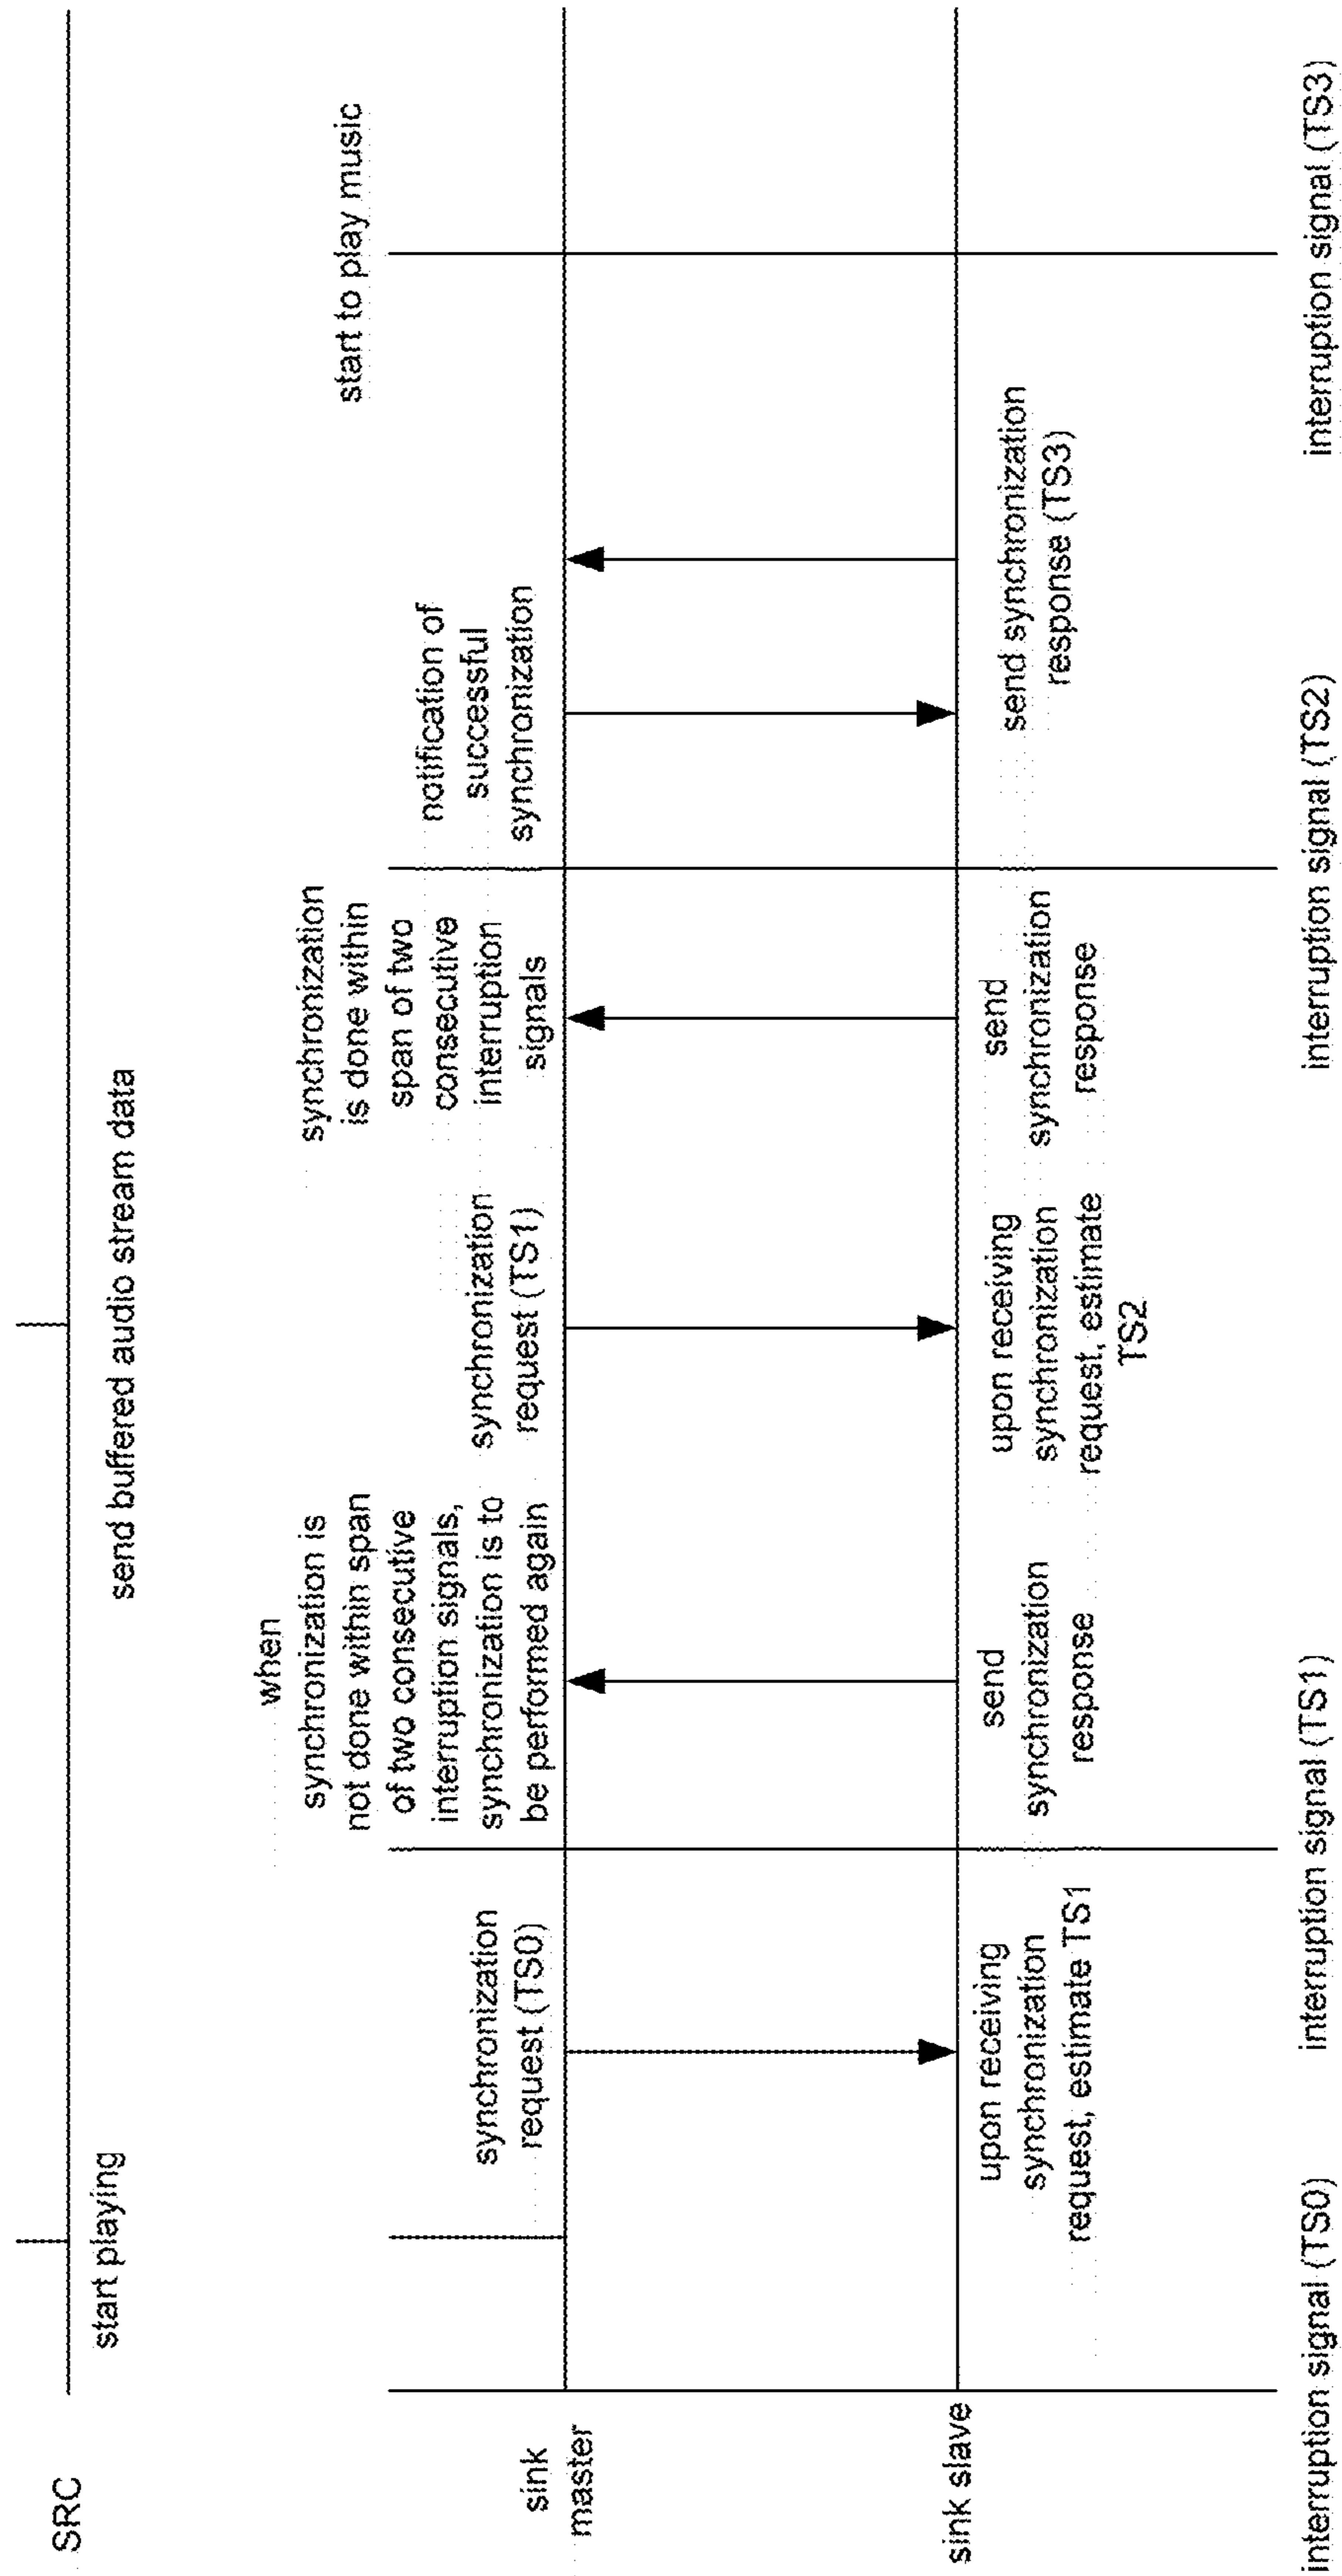 SRC
start playing
send buffered audio stream data
start to play music
sink
master
synchronization
request (TS0)
when
synchronization is
not done within span
of two consecutive
interruption signals,
synchronization is to
be performed again
synchronization
request (TS1)
synchronization
is done within
span of two
consecutive
interruption
signals
notification of
successful
synchronization
sink slave
upon receiving
synchronization
request, estimate TS1
send
synchronization
response
upon receiving
synchronization
request, estimate
TS2
send
synchronization
response
send synchronization
response (TS3)
interruption signal (TS0)
interruption signal (TS1)
interruption signal (TS2)
interruption signal (TS3)